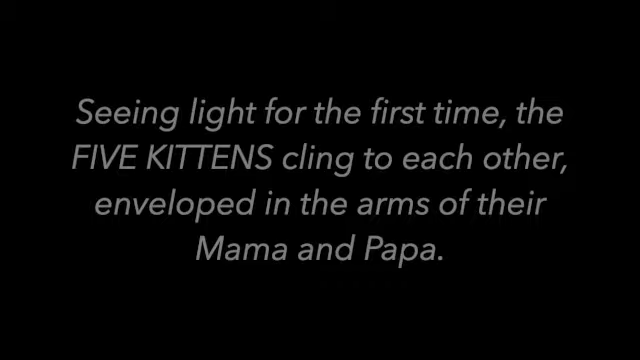 Seeing light for the first time, the
FIVE KITTENS cling to each other,
enveloped in the arms of their
Mama and Papa.